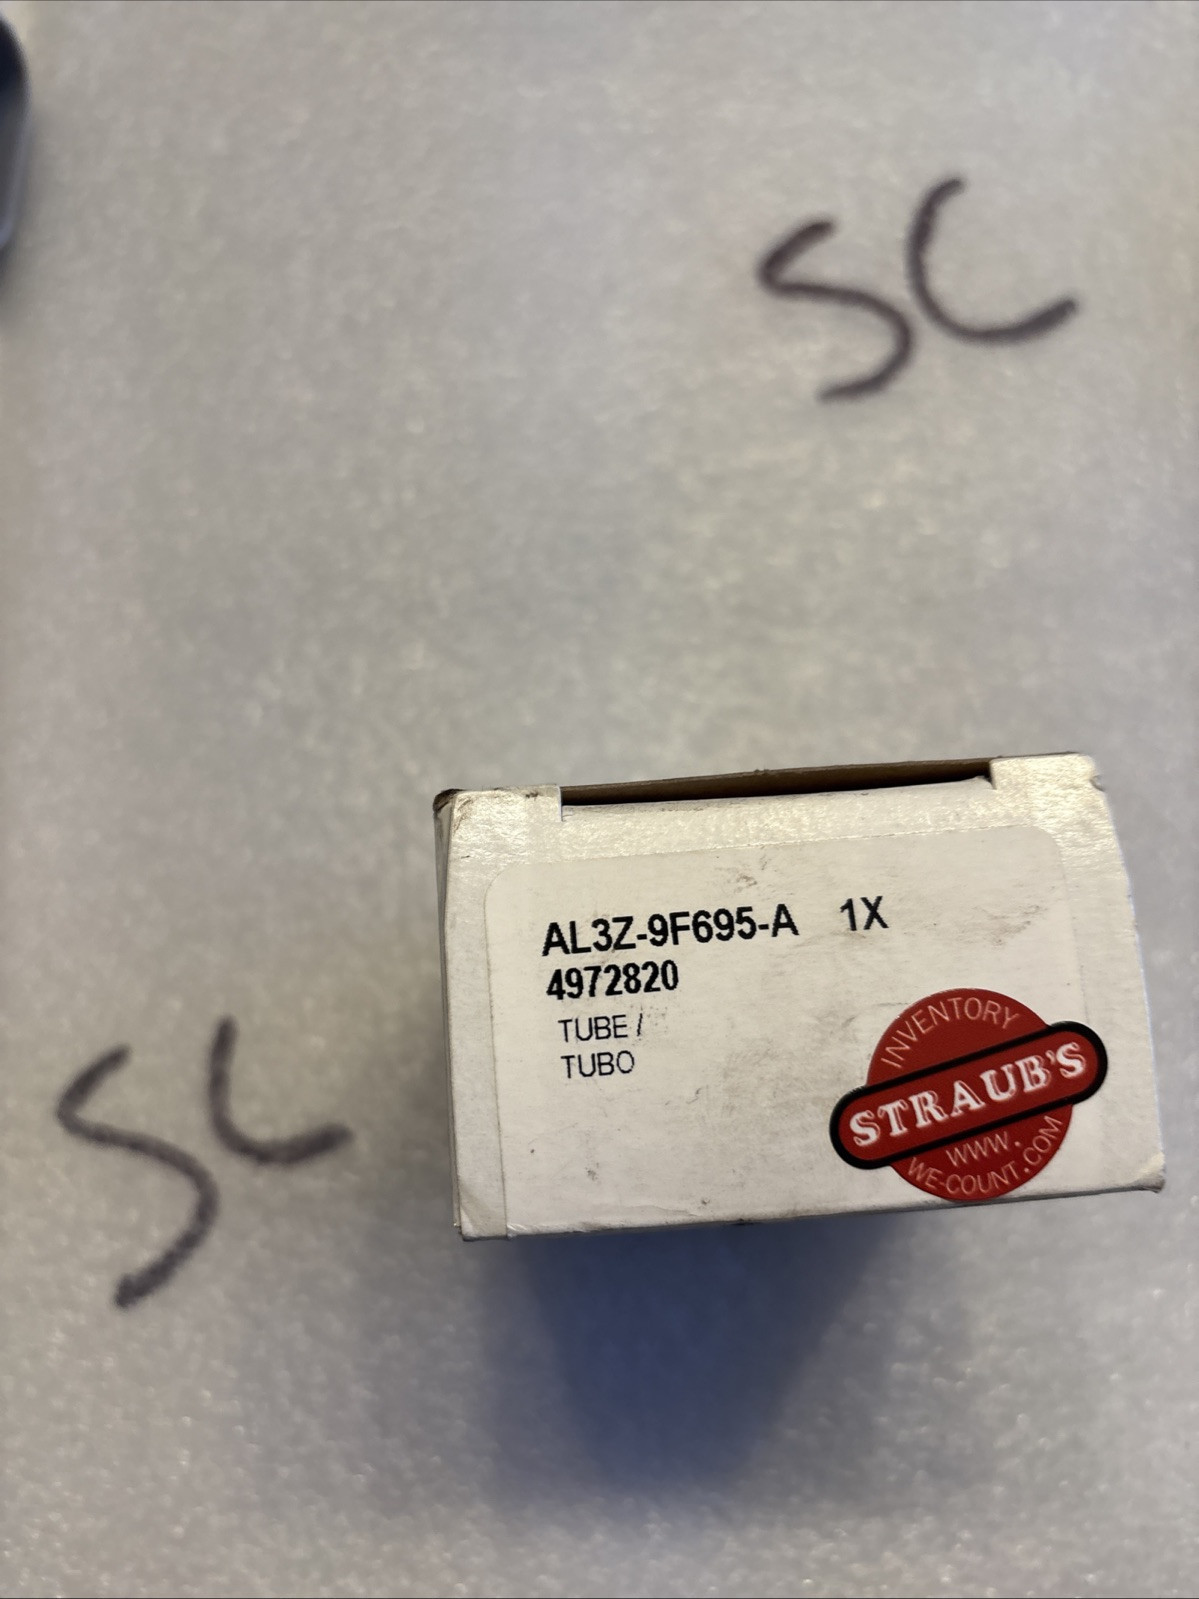 SC
AL3Z-9F695-A 1X
4972820
TUBE /
TUBO
INVENTORY
STRAUB'S
WWW.
WE-COUNT.COM
SC